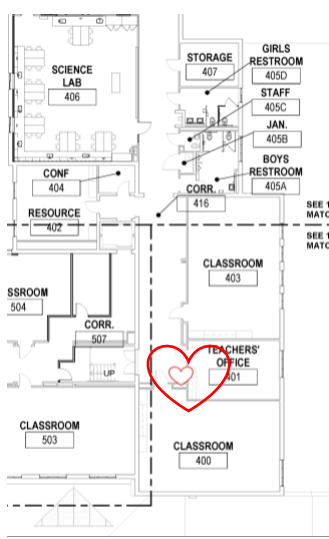 GIRLS
RESTROOM
405D
STORAGE
407
SCIENCE
LAB
406
STAFF
405C
JAN.
405B
BOYS
RESTROOM
405A
CONF
404
CORR.
416
RESOURCE
402
SEE 1
MATC
SEE 1
MATC
CLASSROOM
403
SSROOM
504
CORR.
507
TEACHERS'
OFFICE
401
UP
CLASSROOM
503
CLASSROOM
400